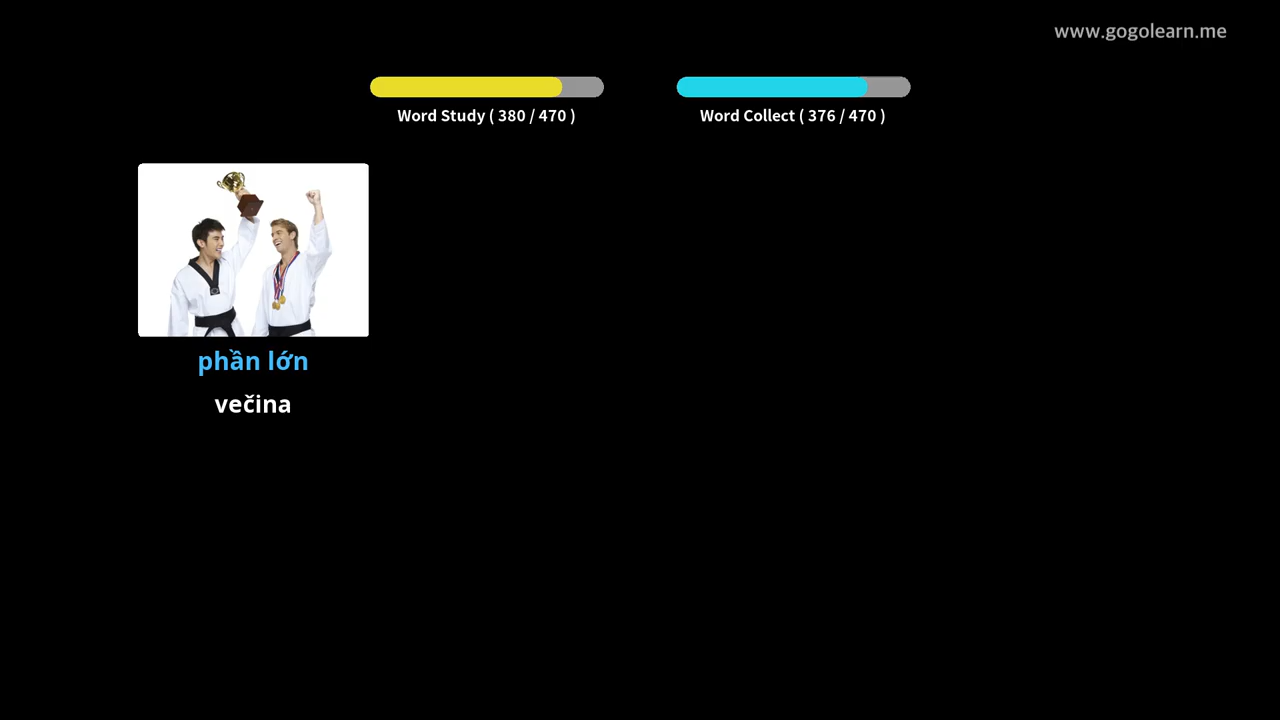 www.gogolearn.me
Word Study ( 380 / 470 )
Word Collect ( 376 / 470 )
phần lớn
večina